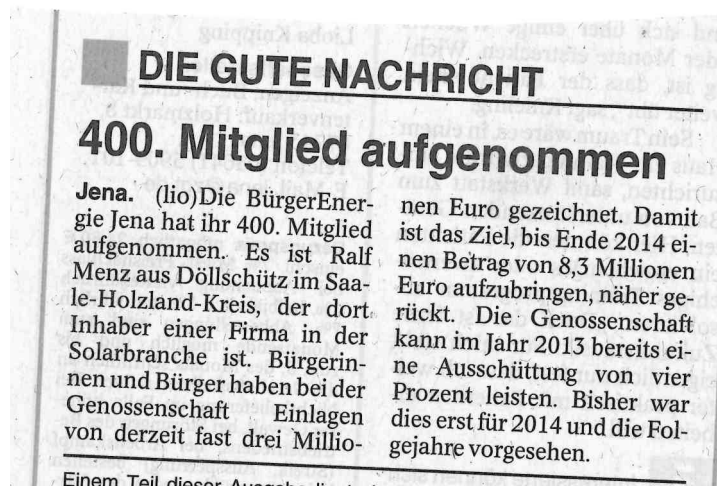 DIE GUTE NACHRICHT
400. Mitglied aufgenommen
Jena. (lio)Die BürgerEner-
gie Jena hat ihr 400. Mitglied
aufgenommen. Es ist Ralf
Menz aus Döllschütz im Saa-
le-Holzland-Kreis, der dort
Inhaber einer Firma in der
Solarbranche ist. Bürgerin-
nen und Bürger haben bei der
Genossenschaft Einlagen
von derzeit fast drei Millio-
nen Euro gezeichnet. Damit
ist das Ziel, bis Ende 2014 ei-
nen Betrag von 8,3 Millionen
Euro aufzubringen, näher ge-
rückt. Die Genossenschaft
kann im Jahr 2013 bereits ei-
ne Ausschüttung von vier
Prozent leisten. Bisher war
dies erst für 2014 und die Fol-
gejahre vorgesehen.
Einem Teil dieser